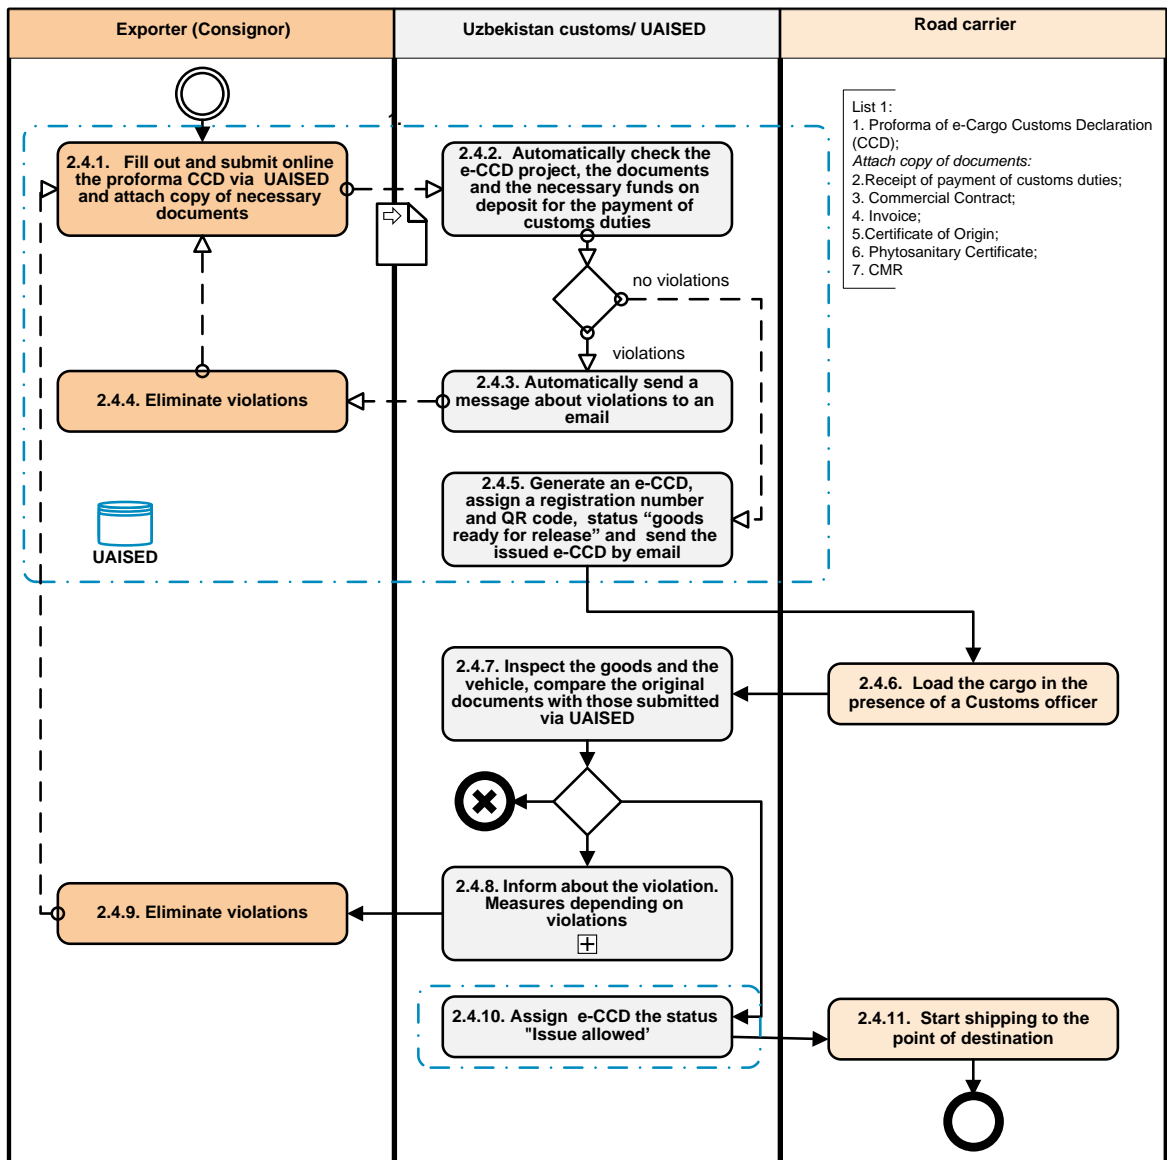 Exporter (Consignor)
Uzbekistan customs/ UAISED
Road carrier
List 1:
1. Proforma of e-Cargo Customs Declaration
(CCD);
Attach copy of documents:
2.Receipt of payment of customs duties;
3. Commercial Contract;
4. Invoice;
5.Certificate of Origin;
6. Phytosanitary Certificate;
7. CMR
2.4.1. Fill out and submit online
the proforma CCD via UAISED
and attach copy of necessary
documents
2.4.2. Automatically check the
e-CCD project, the documents
and the necessary funds on
deposit for the payment of
customs duties
no violations
violations
2.4.3. Automatically send a
message about violations to an
email
2.4.4. Eliminate violations
2.4.5. Generate an e-CCD,
assign a registration number
and QR code, status “goods
ready for release” and send the
issued e-CCD by email
UAISED
2.4.7. Inspect the goods and the
vehicle, compare the original
documents with those submitted
via UAISED
2.4.6. Load the cargo in the
presence of a Customs officer
2.4.8. Inform about the violation.
Measures depending on
violations
2.4.9. Eliminate violations
2.4.10. Assign e-CCD the status
"Issue allowed’
2.4.11. Start shipping to the
point of destination